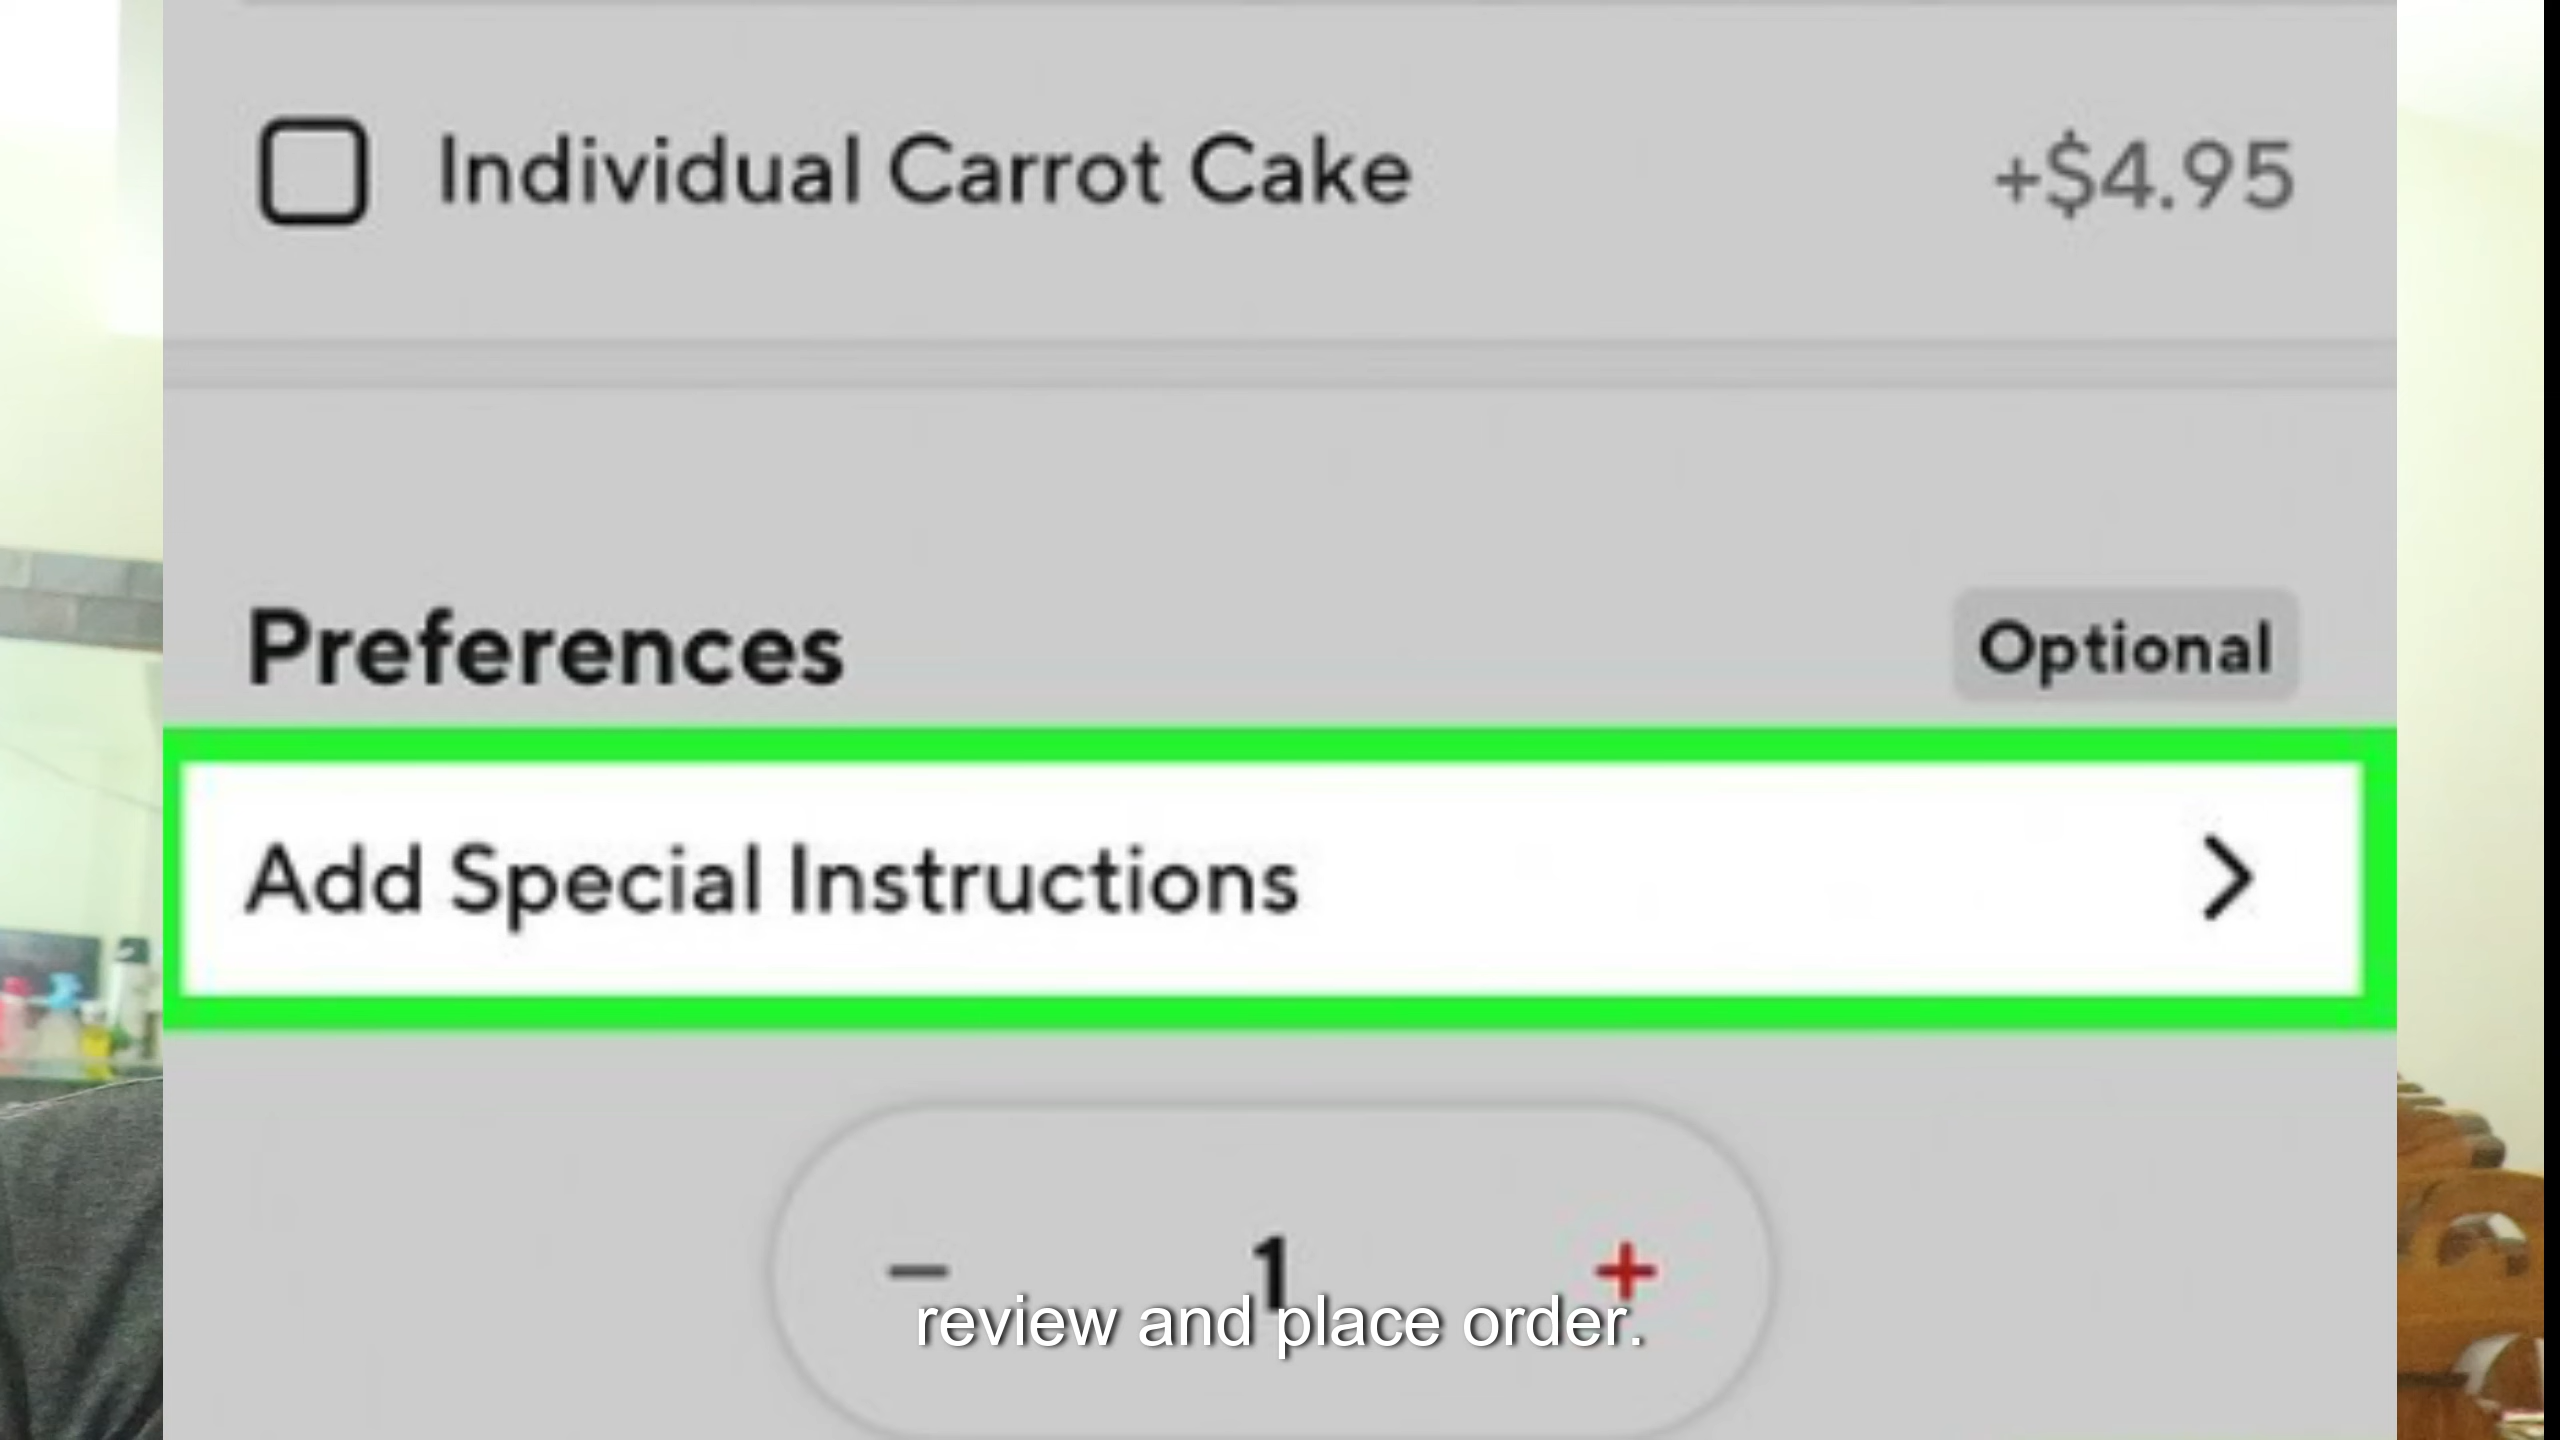 Individual Carrot Cake +$4.95
Preferences Optional
Add Special Instructions
1
review and place order.